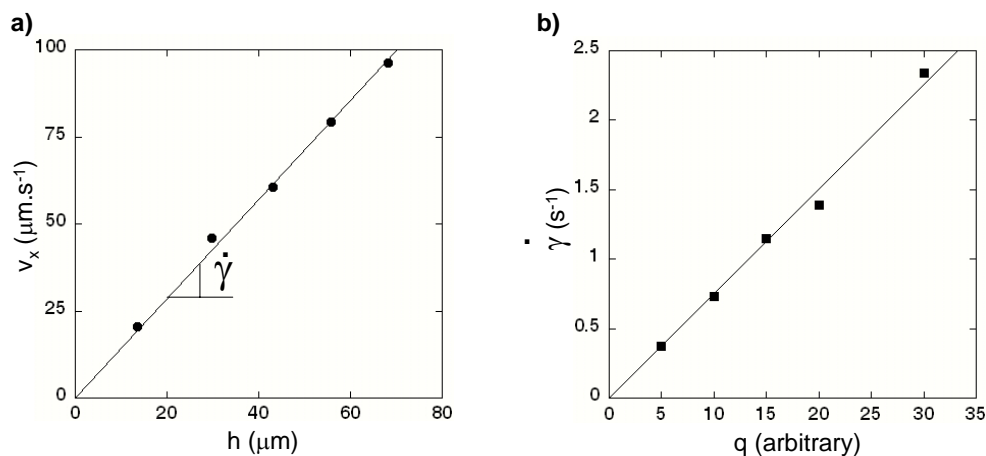 a)
100
75
50
25
0
0 20 40 60 80
h (μm)
vₓ (μm.s⁻¹)
γ̇
b)
2.5
2
1.5
1
0.5
0
0 5 10 15 20 25 30 35
q (arbitrary)
γ̇ (s⁻¹)